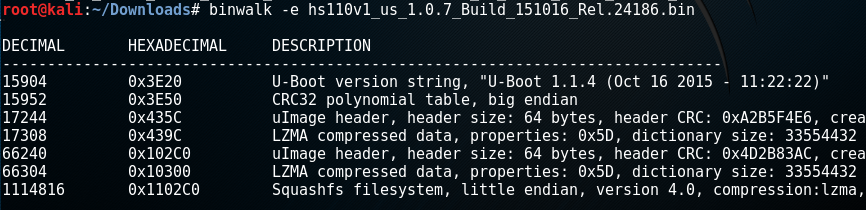 root@kali:~/Downloads# binwalk -e hs110v1_us_1.0.7_Build_151016_Rel.24186.bin
DECIMAL HEXADECIMAL DESCRIPTION
--------------------------------------------------------------------------------
15904 0x3E20 U-Boot version string, "U-Boot 1.1.4 (Oct 16 2015 - 11:22:22)"
15952 0x3E50 CRC32 polynomial table, big endian
17244 0x435C uImage header, header size: 64 bytes, header CRC: 0xA2B5F4E6, crea
17308 0x439C LZMA compressed data, properties: 0x5D, dictionary size: 33554432
66240 0x102C0 uImage header, header size: 64 bytes, header CRC: 0x4D2B83AC, crea
66304 0x10300 LZMA compressed data, properties: 0x5D, dictionary size: 33554432
1114816 0x1102C0 Squashfs filesystem, little endian, version 4.0, compression:lzma,